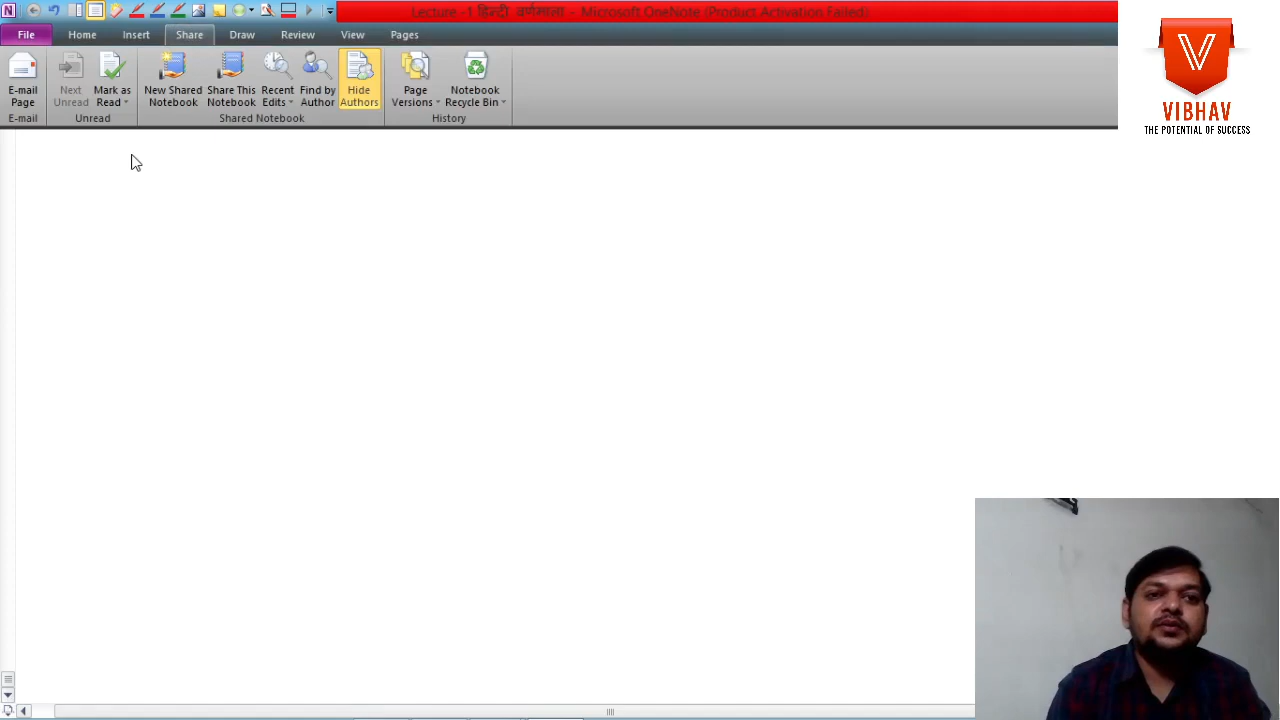 Lecture -1 हिन्दी वर्णमाला - Microsoft OneNote (Product Activation Failed)
File Home Insert Share Draw Review View Pages
E-mail Page
Next Unread
Mark as Read
New Shared Notebook
Share This Notebook
Recent Edits
Find by Author
Hide Authors
Page Versions
Notebook Recycle Bin
E-mail Unread Shared Notebook History
VIBHAV
THE POTENTIAL OF SUCCESS